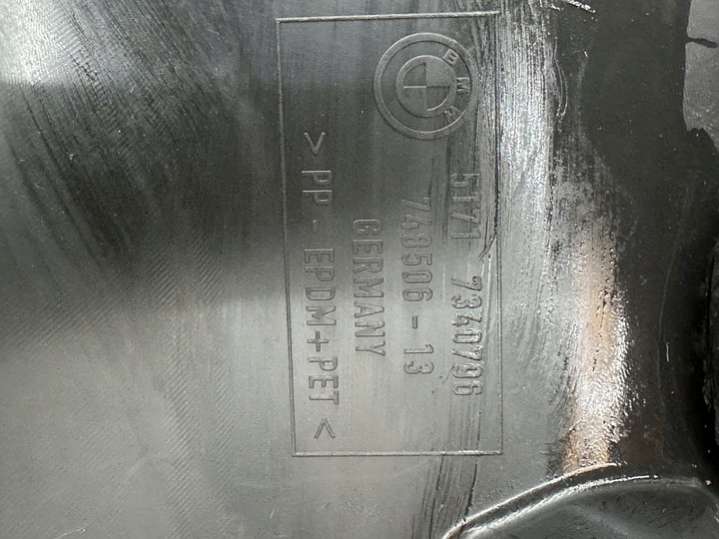 BMW
5171 7340796
748506-13
GERMANY
> PP - EPDM+PET <